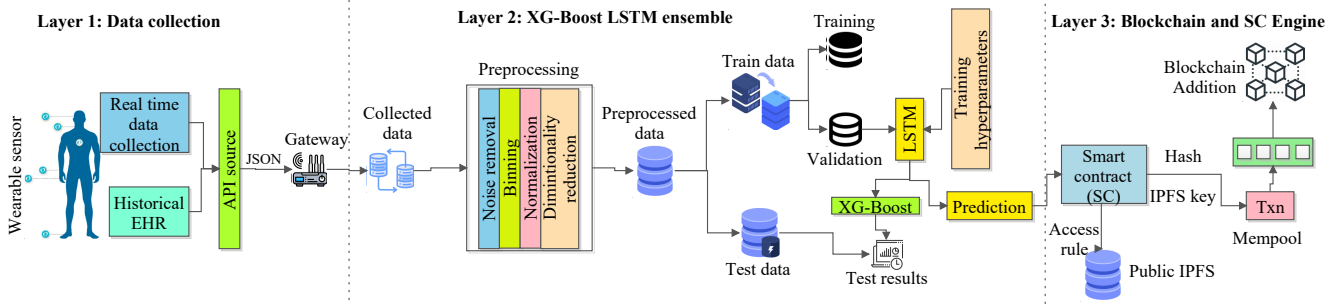 Layer 1: Data collection
Wearable sensor
Real time
data
collection
Historical
EHR
API source
JSON
Gateway
Layer 2: XG-Boost LSTM ensemble
Collected
data
Preprocessing
Noise removal
Binning
Normalization
Dimintionality
reduction
Preprocessed
data
Train data
Training
Validation
LSTM
Training
hyperparameters
XG-Boost
Prediction
Test data
Test results
Layer 3: Blockchain and SC Engine
Blockchain
Addition
Smart
contract
(SC)
Hash
IPFS key
Txn
Mempool
Access
rule
Public IPFS